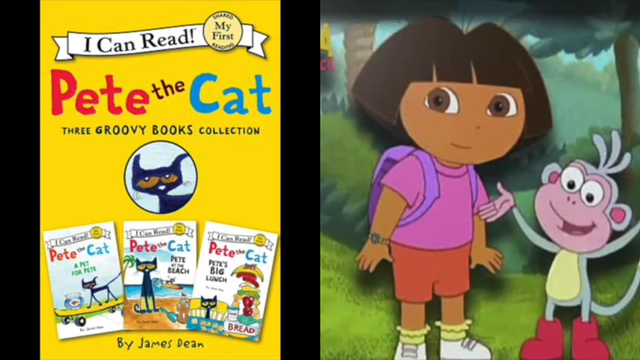 I Can Read!
SHARED
My
First
READING
Pete the Cat
THREE GROOVY BOOKS COLLECTION
I Can Read!
Pete the Cat
A PET
FOR PETE
I Can Read!
Pete the Cat
PETE
AT THE
BEACH
I Can Read!
Pete the Cat
PETE'S
BIG
LUNCH
BREAD
By James Dean